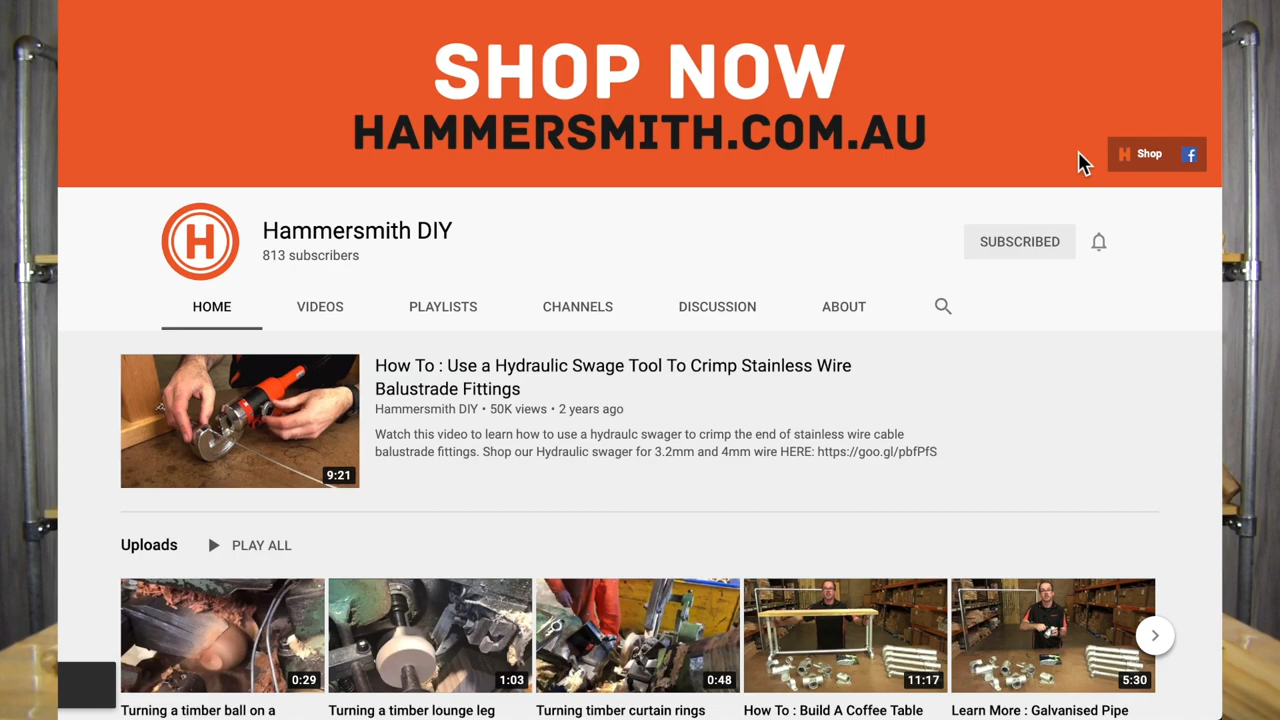 SHOP NOW
HAMMERSMITH.COM.AU
H Shop f
H
Hammersmith DIY
813 subscribers
SUBSCRIBED
HOME VIDEOS PLAYLISTS CHANNELS DISCUSSION ABOUT
How To : Use a Hydraulic Swage Tool To Crimp Stainless Wire
Balustrade Fittings
Hammersmith DIY • 50K views • 2 years ago
Watch this video to learn how to use a hydraulc swager to crimp the end of stainless wire cable
balustrade fittings. Shop our Hydraulic swager for 3.2mm and 4mm wire HERE: https://goo.gl/pbfPfS
9:21
Uploads PLAY ALL
0:29 1:03 0:48 11:17 5:30
Turning a timber ball on a Turning a timber lounge leg Turning timber curtain rings How To : Build A Coffee Table Learn More : Galvanised Pipe